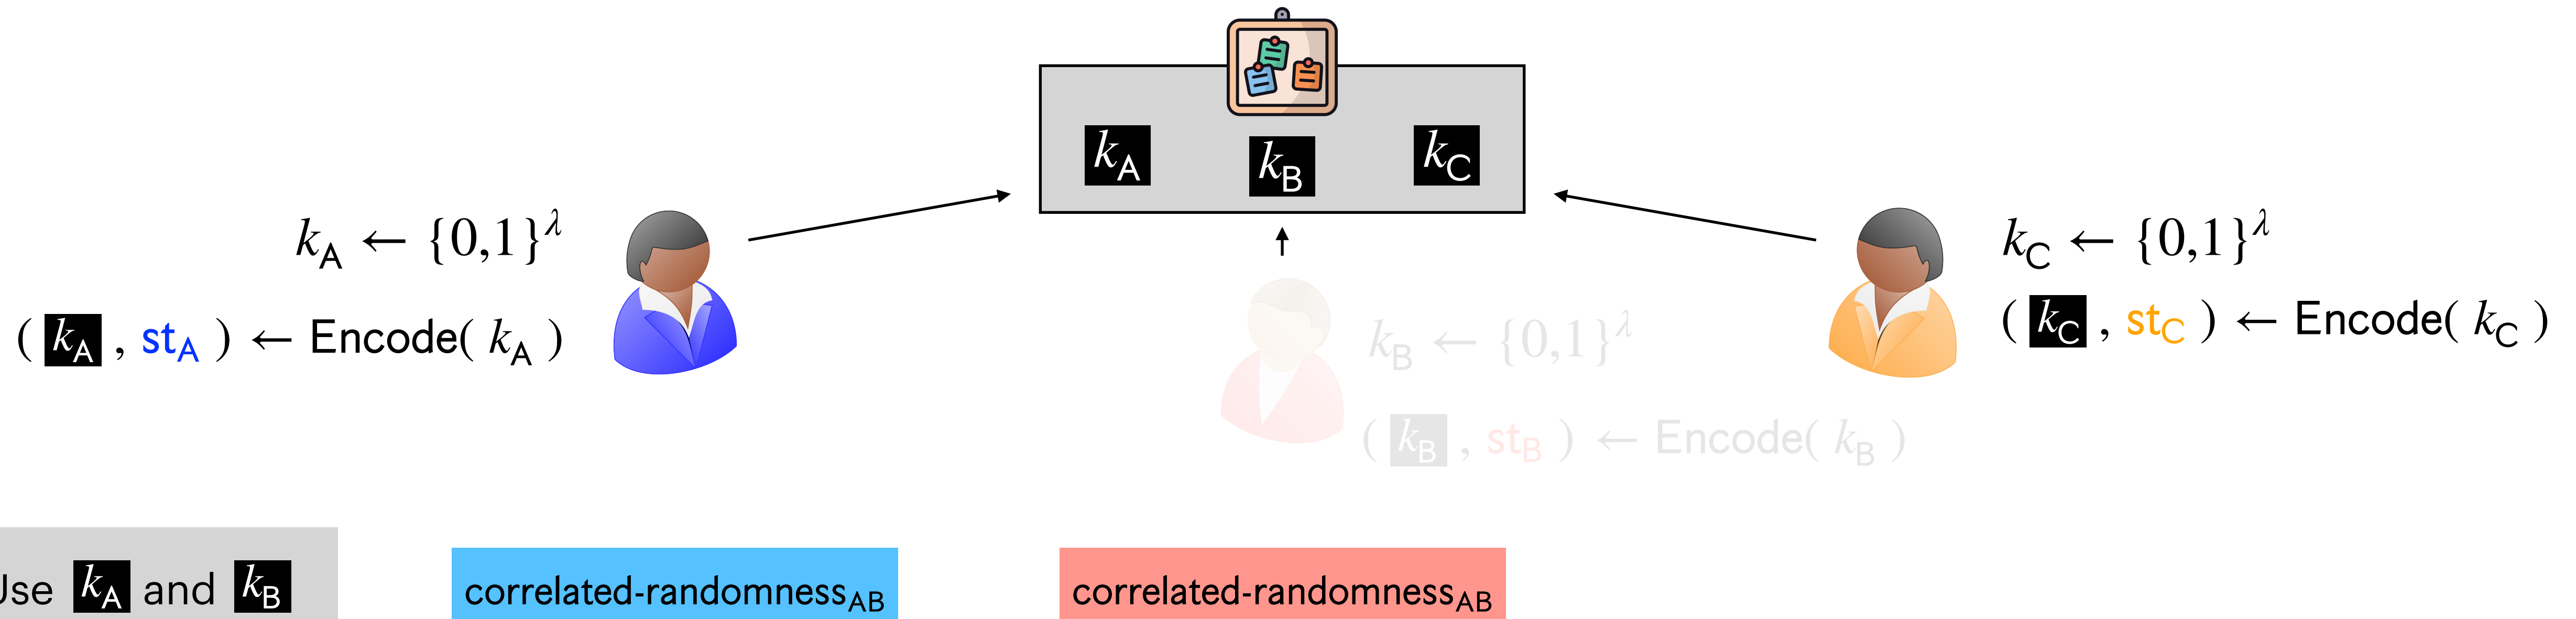 k_A k_B k_C
k_A ← {0,1}^λ
( k_A , st_A ) ← Encode( k_A )
k_B ← {0,1}^λ
( k_B , st_B ) ← Encode( k_B )
k_C ← {0,1}^λ
( k_C , st_C ) ← Encode( k_C )
Use k_A and k_B
correlated-randomness_AB
correlated-randomness_AB